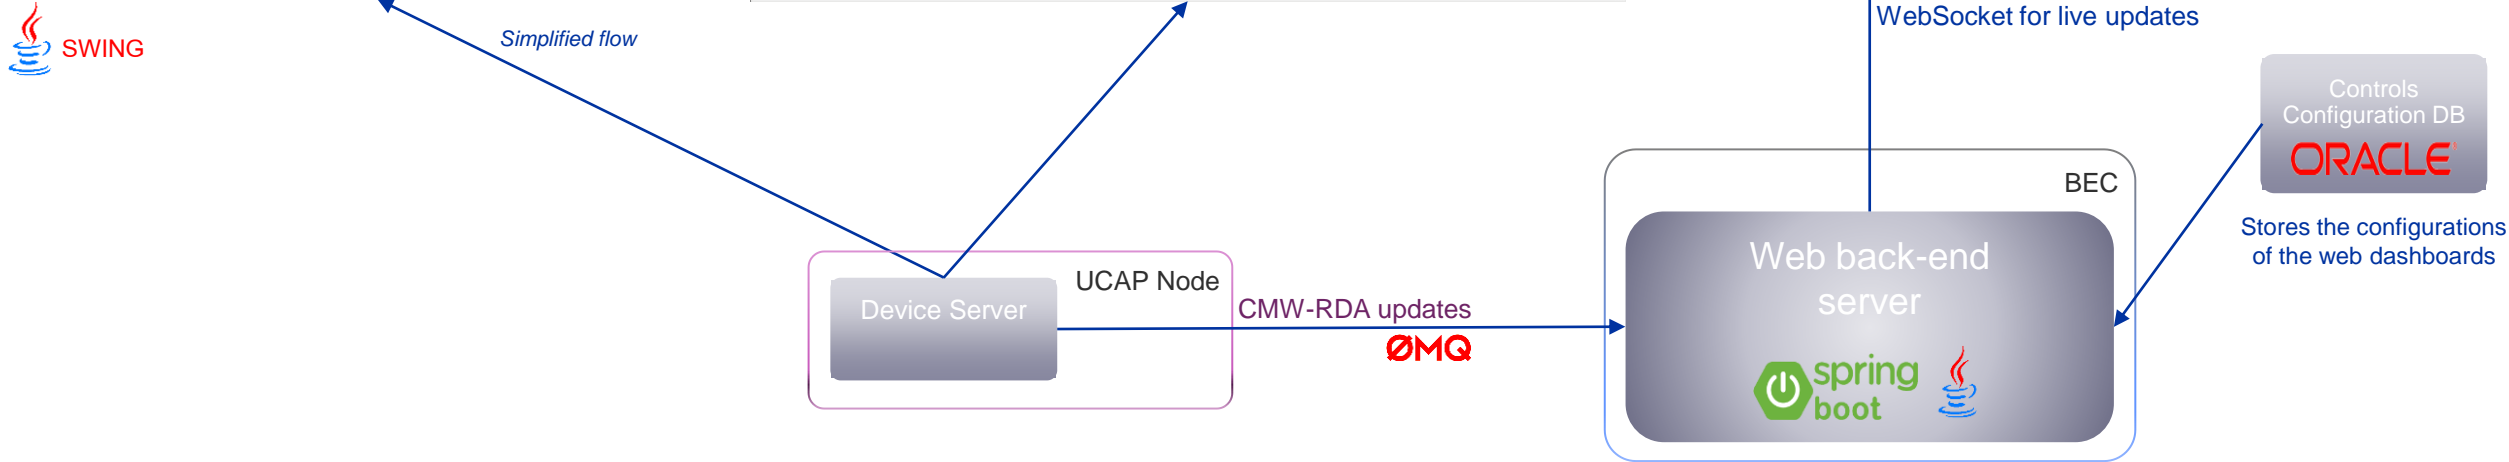 SWING
Simplified flow
WebSocket for live updates
Controls
Configuration DB
ORACLE
Stores the configurations
of the web dashboards
BEC
Web back-end
server
spring
boot
UCAP Node
Device Server
CMW-RDA updates
ØMQ